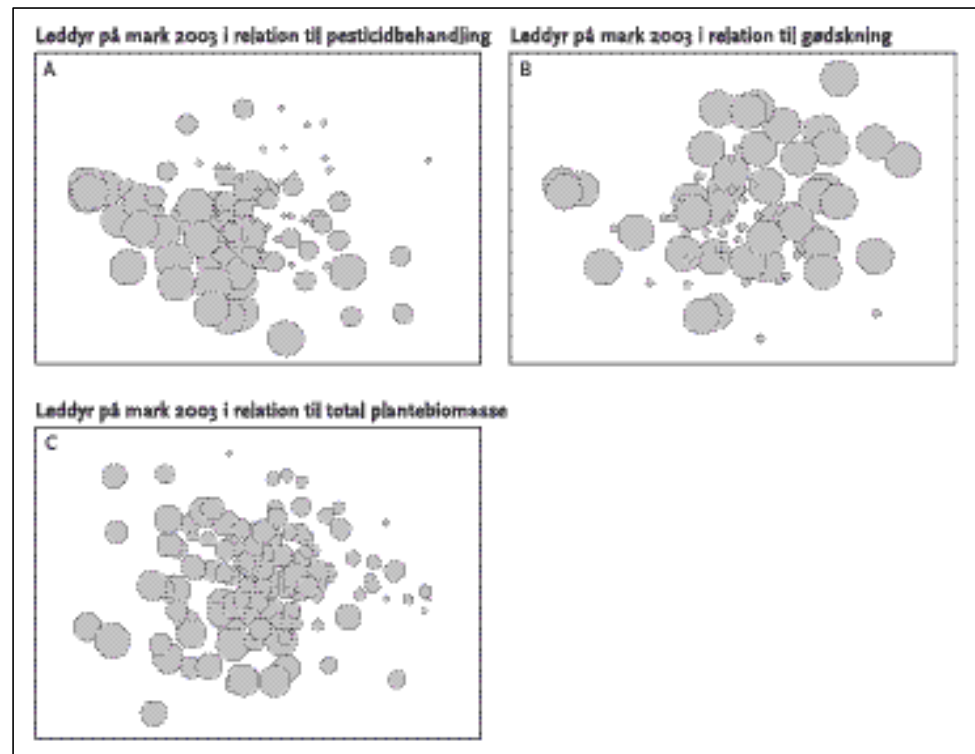 Leddyr på mark 2003 i relation til pesticidbehandling
A
Leddyr på mark 2003 i relation til gødskning
B
Leddyr på mark 2003 i relation til total plantebiomasse
C